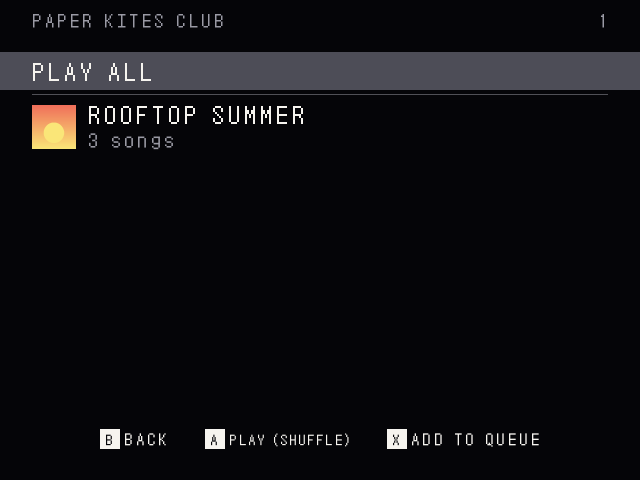 PAPER KITES CLUB 1
PLAY ALL
ROOFTOP SUMMER
3 songs
B BACK A PLAY (SHUFFLE) X ADD TO QUEUE